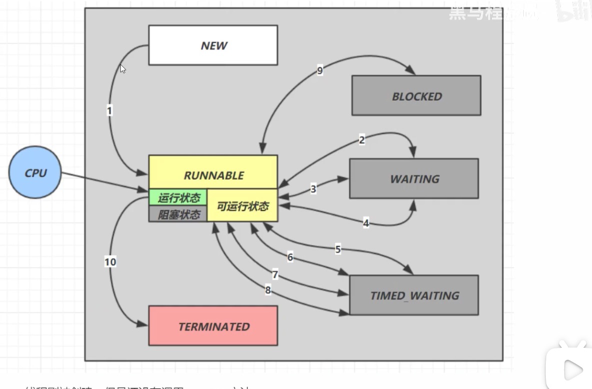 黑马程
bili
NEW
9
BLOCKED
1
2
CPU
RUNNABLE
WAITING
3
运行状态
可运行状态
阻塞状态
4
5
10
6
7
8
TIMED_WAITING
TERMINATED